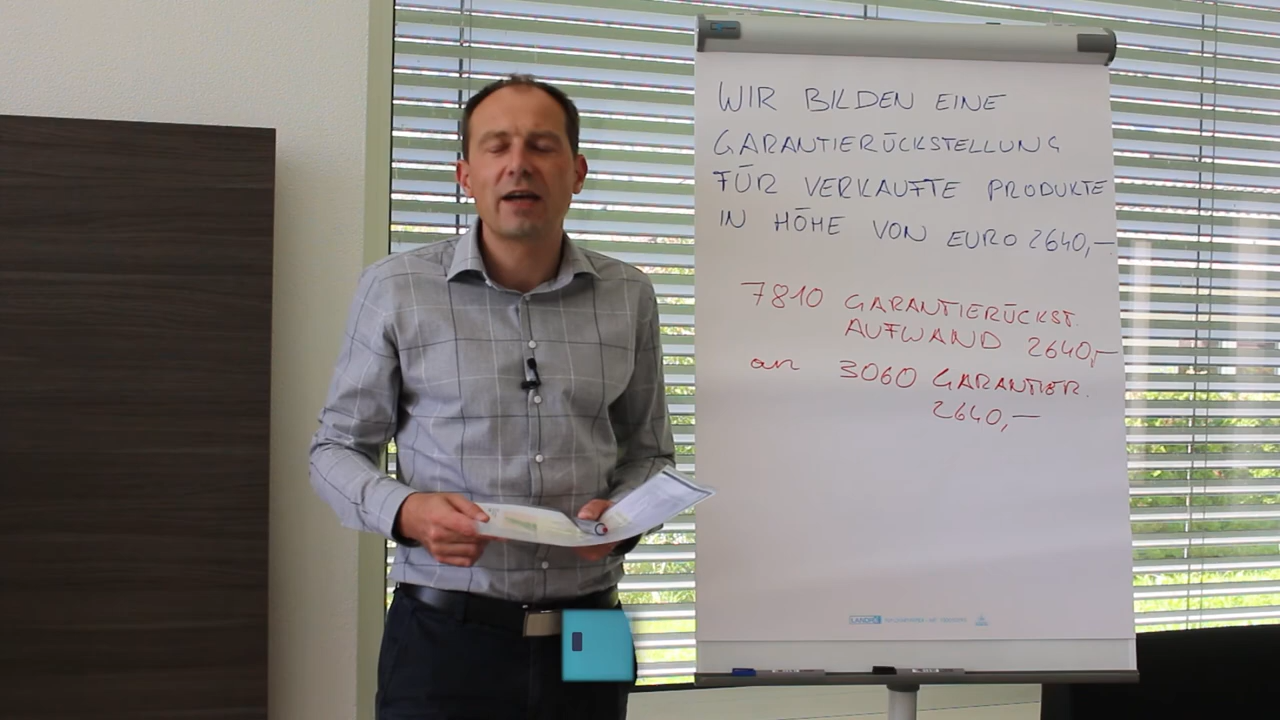 WIR BILDEN EINE
GARANTIERÜCKSTELLUNG
FÜR VERKAUFTE PRODUKTE
IN HÖHE VON EURO 2640,—
7810 GARANTIERÜCKST.
AUFWAND 2640,—
an 3060 GARANTIER.
2640,—